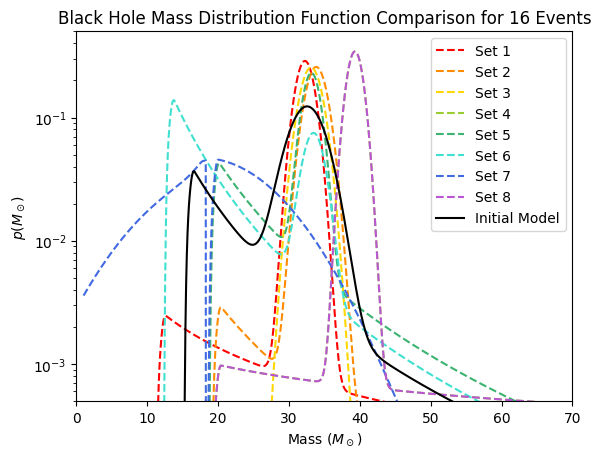 Black Hole Mass Distribution Function Comparison for 16 Events
Set 1
Set 2
Set 3
Set 4
Set 5
Set 6
Set 7
Set 8
Initial Model
10⁻¹
10⁻²
10⁻³
p(M⊙)
0 10 20 30 40 50 60 70
Mass (M⊙)